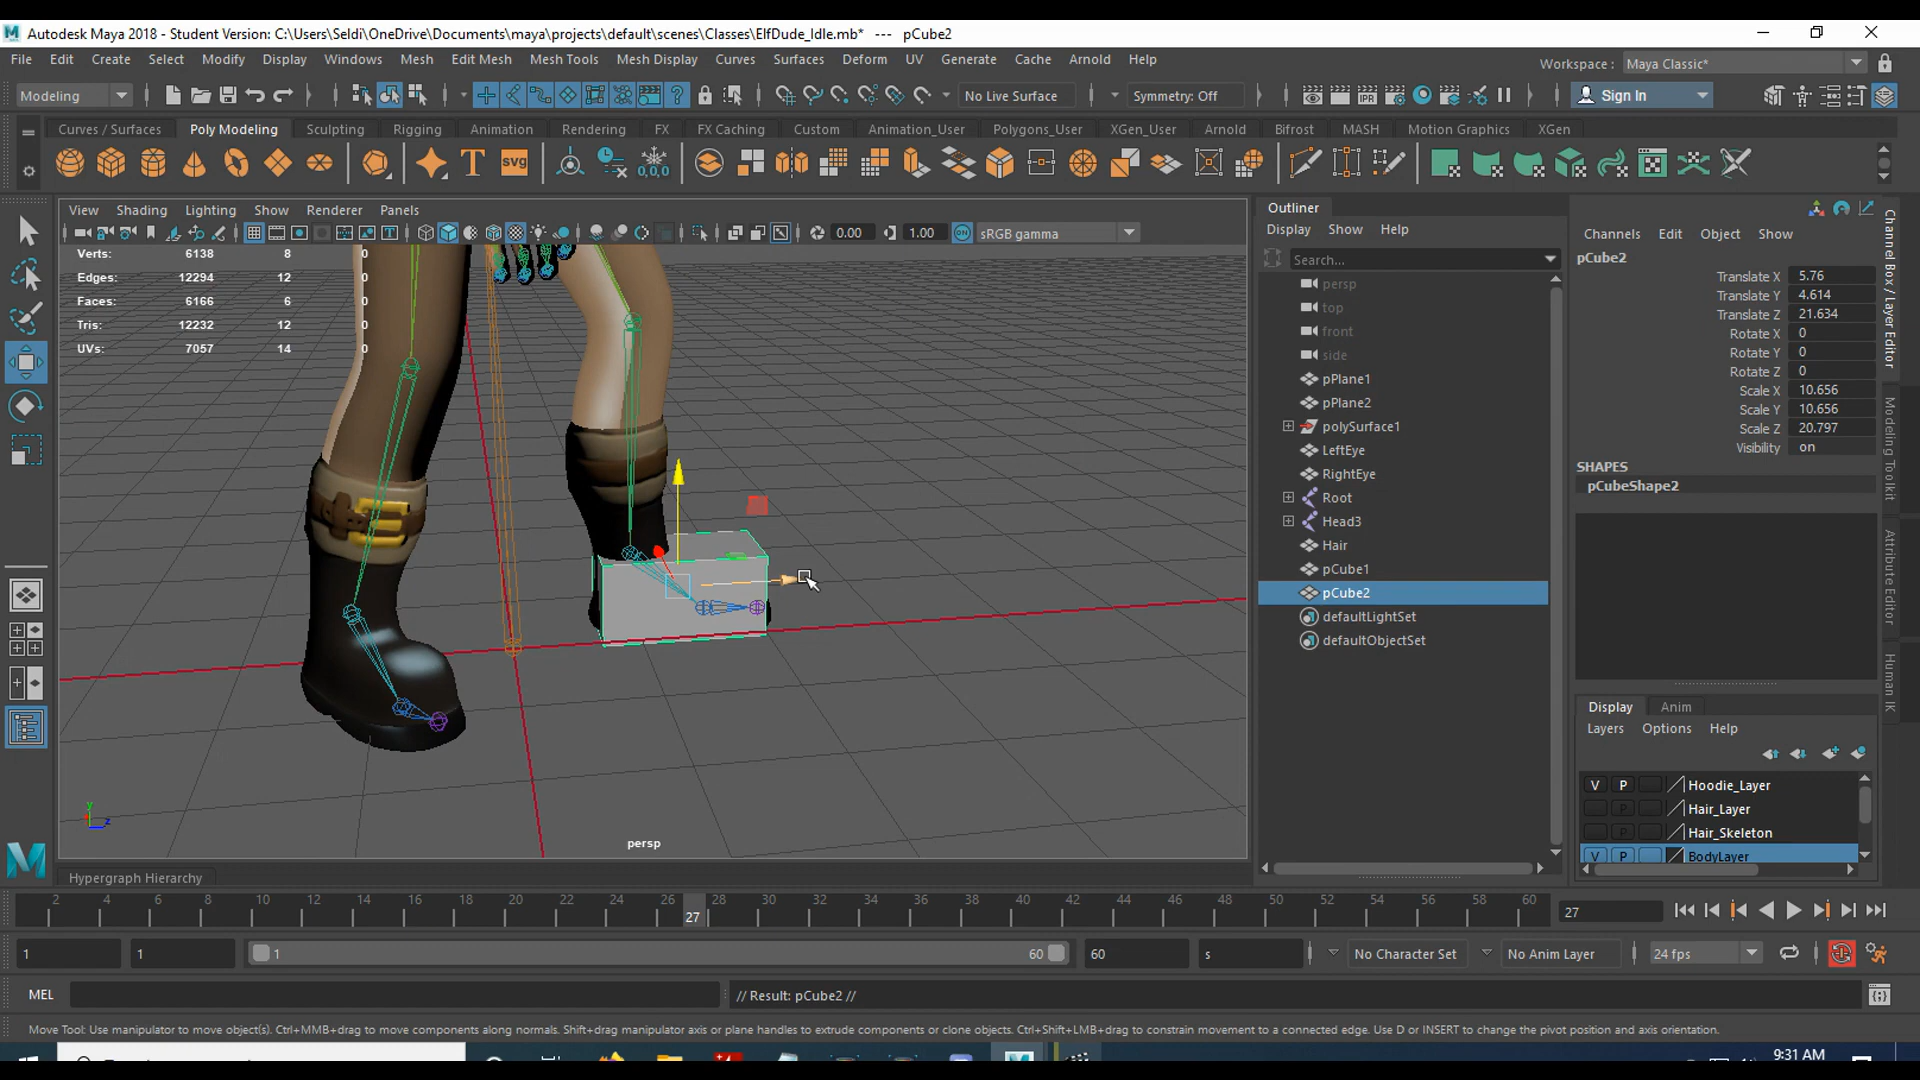 Autodesk Maya 2018 - Student Version: C:\Users\Seldi\OneDrive\Documents\maya\projects\default\scenes\Classes\ElfDude_Idle.mb* --- pCube2
File Edit Create Select Modify Display Windows Mesh Edit Mesh Mesh Tools Mesh Display Curves Surfaces Deform UV Generate Cache Arnold Help
Workspace : Maya Classic*
Modeling
No Live Surface
Symmetry: Off
Sign In
Curves / Surfaces Poly Modeling Sculpting Rigging Animation Rendering FX FX Caching Custom Animation_User Polygons_User XGen_User Arnold Bifrost MASH Motion Graphics XGen
svg
0,0,0
View Shading Lighting Show Renderer Panels
0.00
1.00
sRGB gamma
Verts: 6138 8 0
Edges: 12294 12 0
Faces: 6166 6 0
Tris: 12232 12 0
UVs: 7057 14 0
persp
Outliner
Display Show Help
Search...
persp
top
front
side
pPlane1
pPlane2
polySurface1
LeftEye
RightEye
Root
Head3
Hair
pCube1
pCube2
defaultLightSet
defaultObjectSet
Channels Edit Object Show
pCube2
Translate X 5.76
Translate Y 4.614
Translate Z 21.634
Rotate X 0
Rotate Y 0
Rotate Z 0
Scale X 10.656
Scale Y 10.656
Scale Z 20.797
Visibility on
SHAPES
pCubeShape2
Channel Box / Layer Editor
Modeling Toolkit
Attribute Editor
Human IK
Display Anim
Layers Options Help
V P Hoodie_Layer
P Hair_Layer
P Hair_Skeleton
V P BodyLayer
Hypergraph Hierarchy
2 4 6 8 10 12 14 16 18 20 22 24 26 28 30 32 34 36 38 40 42 44 46 48 50 52 54 56 58 60
27
27
1
1
1
60
60
s
No Character Set
No Anim Layer
24 fps
MEL
// Result: pCube2 //
Move Tool: Use manipulator to move object(s). Ctrl+MMB+drag to move components along normals. Shift+drag manipulator axis or plane handles to extrude components or clone objects. Ctrl+Shift+LMB+drag to constrain movement to a connected edge. Use D or INSERT to change the pivot position and axis orientation.
9:31 AM